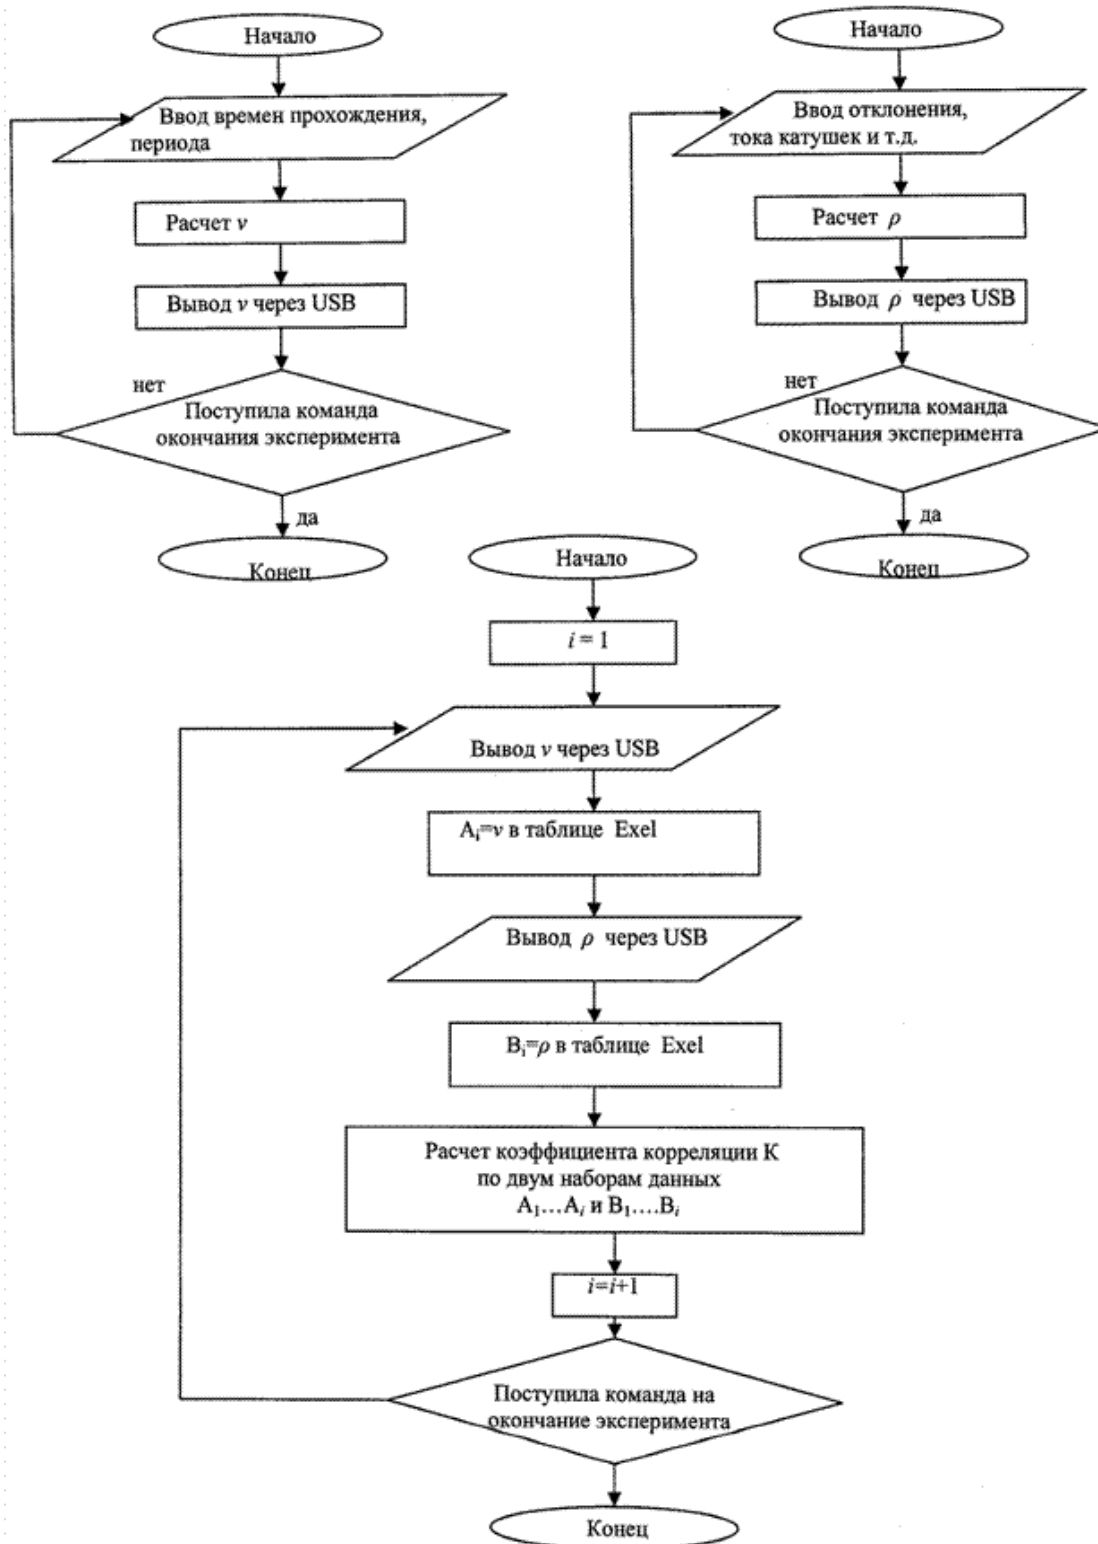 Начало
Ввод времен прохождения,
периода
Расчет v
Вывод v через USB
нет
Поступила команда
окончания эксперимента
да
Конец
Начало
Ввод отклонения,
тока катушек и т.д.
Расчет ρ
Вывод ρ через USB
нет
Поступила команда
окончания эксперимента
да
Конец
Начало
i = 1
Вывод v через USB
Ai=v в таблице Exel
Вывод ρ через USB
Bi=ρ в таблице Exel
Расчет коэффициента корреляции К
по двум наборам данных
A1…Ai и B1….Bi
i=i+1
Поступила команда на
окончание эксперимента
Конец